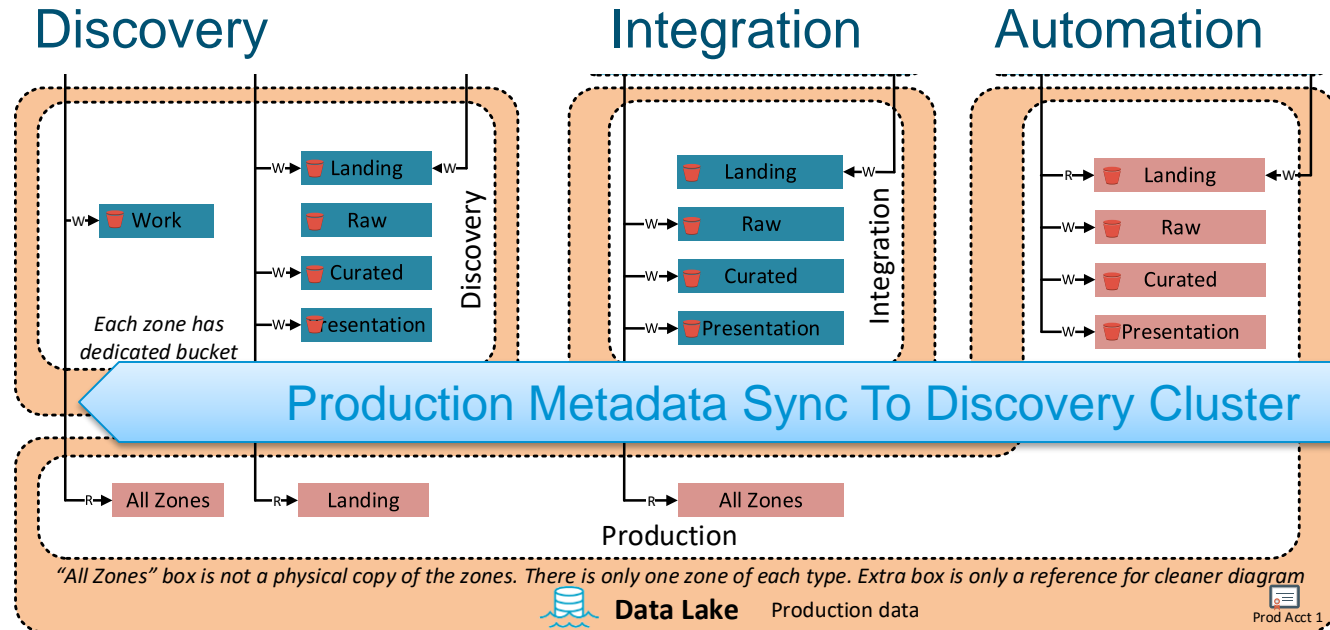 Discovery
Integration
Automation
W
Work
W
Landing
W
Raw
W
Curated
W
resentation
Discovery
Each zone has
dedicated bucket
Landing
W
W
Raw
W
Curated
W
Presentation
Integration
R
Landing
W
W
Raw
W
Curated
W
Presentation
Production Metadata Sync To Discovery Cluster
R
All Zones
R
Landing
R
All Zones
Production
“All Zones” box is not a physical copy of the zones. There is only one zone of each type. Extra box is only a reference for cleaner diagram
Data Lake
Production data
Prod Acct 1